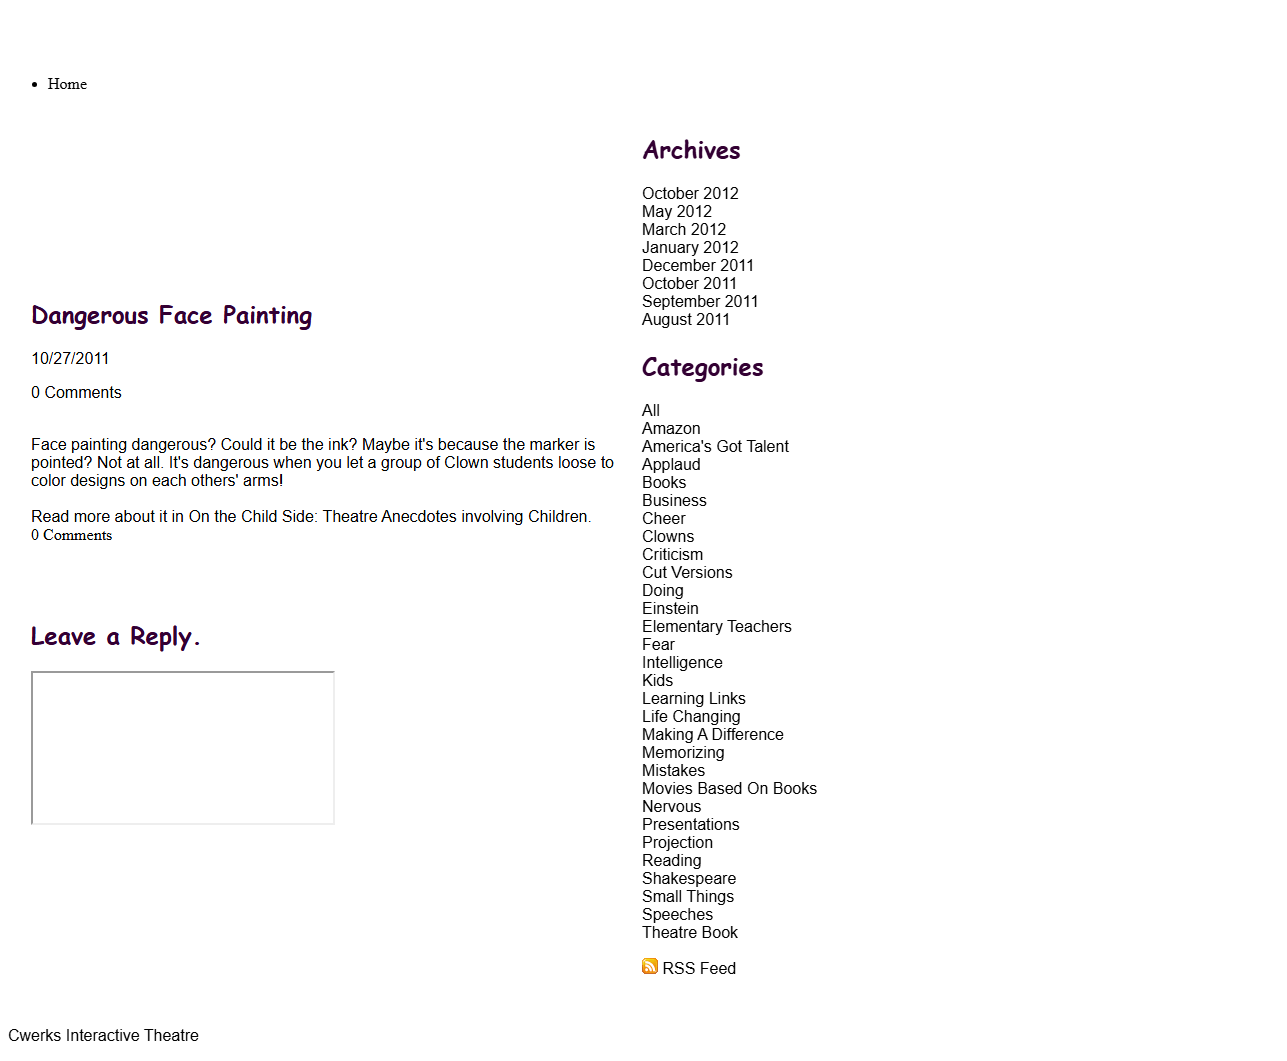 Home
Dangerous Face Painting
10/27/2011
0 Comments
Face painting dangerous? Could it be the ink? Maybe it's because the marker is
pointed? Not at all. It's dangerous when you let a group of Clown students loose to
color designs on each others' arms!
Read more about it in On the Child Side: Theatre Anecdotes involving Children.
0 Comments
Leave a Reply.
Archives
October 2012
May 2012
March 2012
January 2012
December 2011
October 2011
September 2011
August 2011
Categories
All
Amazon
America's Got Talent
Applaud
Books
Business
Cheer
Clowns
Criticism
Cut Versions
Doing
Einstein
Elementary Teachers
Fear
Intelligence
Kids
Learning Links
Life Changing
Making A Difference
Memorizing
Mistakes
Movies Based On Books
Nervous
Presentations
Projection
Reading
Shakespeare
Small Things
Speeches
Theatre Book
RSS Feed
Cwerks Interactive Theatre